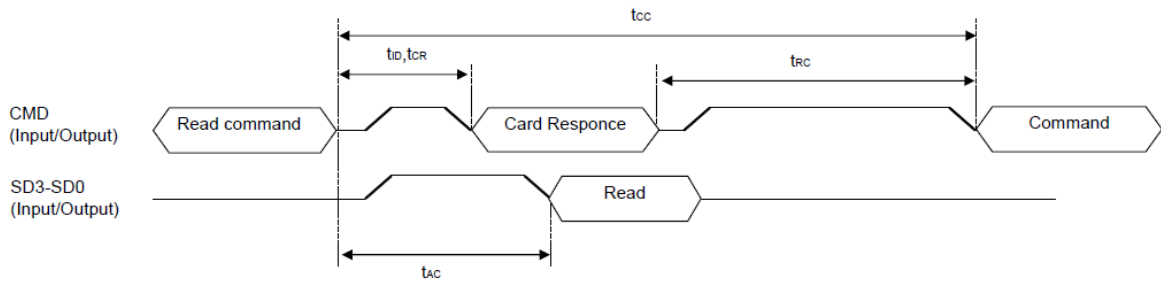 tCC
tID,tCR
tRC
CMD
(Input/Output)
Read command
Card Responce
Command
SD3-SD0
(Input/Output)
Read
tAC